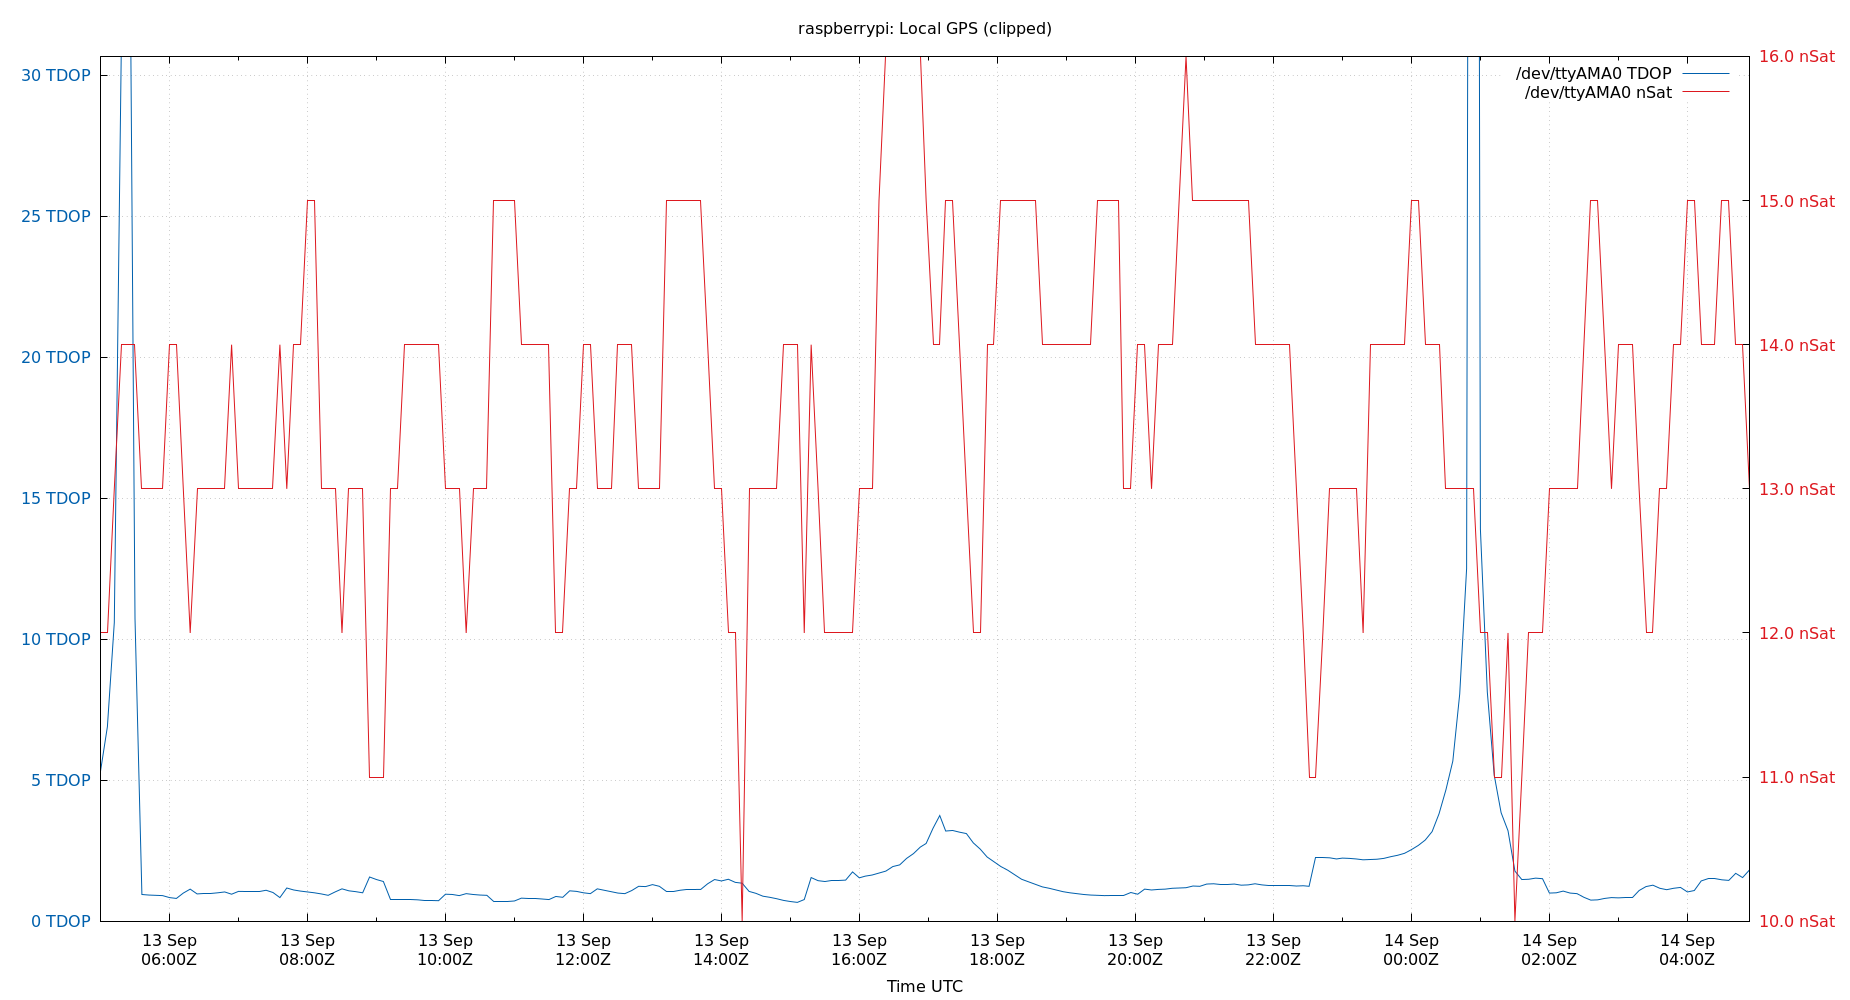 raspberrypi: Local GPS (clipped)
30 TDOP
25 TDOP
20 TDOP
15 TDOP
10 TDOP
5 TDOP
0 TDOP
16.0 nSat
15.0 nSat
14.0 nSat
13.0 nSat
12.0 nSat
11.0 nSat
10.0 nSat
/dev/ttyAMA0 TDOP
/dev/ttyAMA0 nSat
13 Sep
06:00Z
13 Sep
08:00Z
13 Sep
10:00Z
13 Sep
12:00Z
13 Sep
14:00Z
13 Sep
16:00Z
13 Sep
18:00Z
13 Sep
20:00Z
13 Sep
22:00Z
14 Sep
00:00Z
14 Sep
02:00Z
14 Sep
04:00Z
Time UTC